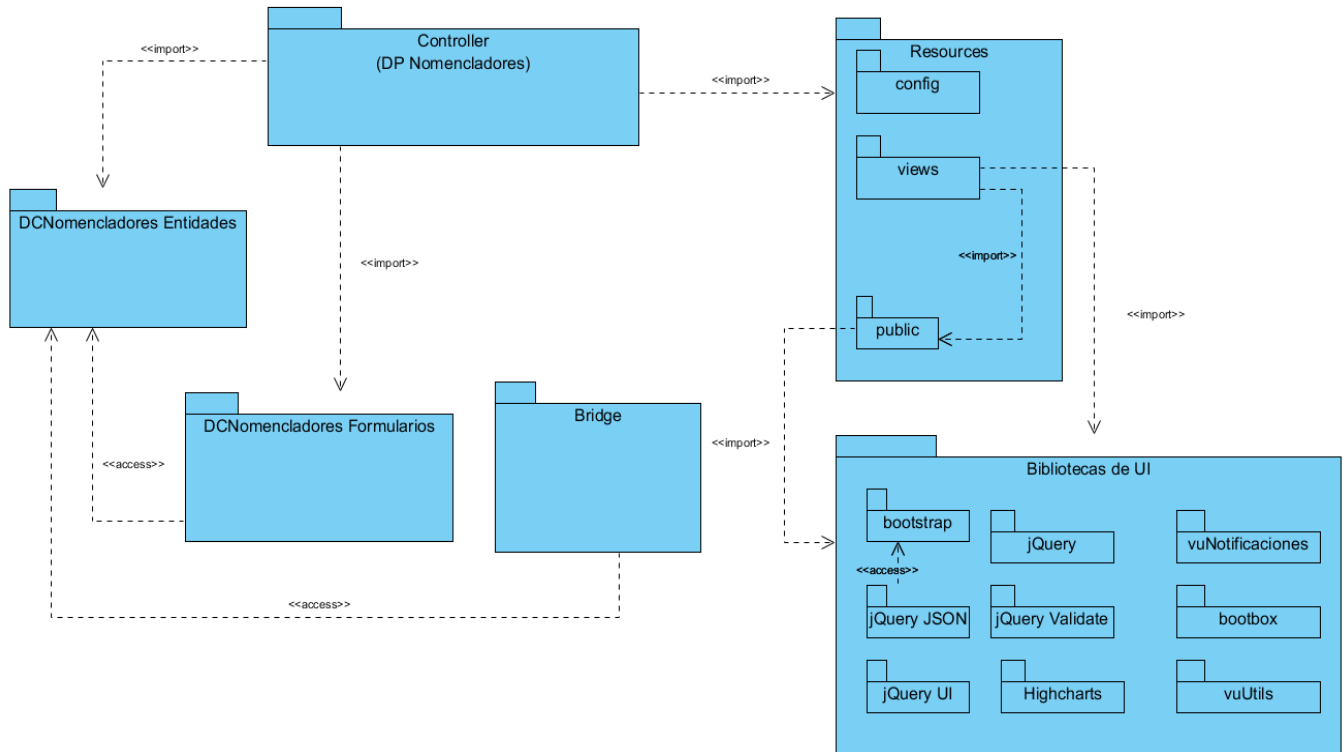 Controller
(DP Nomencladores)
<<import>>
<<import>>
Resources
config
views
<<import>>
public
DCNomencladores Entidades
<<import>>
<<import>>
DCNomencladores Formularios
Bridge
<<import>>
<<access>>
<<access>>
Bibliotecas de UI
bootstrap
jQuery
vuNotificaciones
<<access>>
jQuery JSON
jQuery Validate
bootbox
jQuery UI
Highcharts
vuUtils